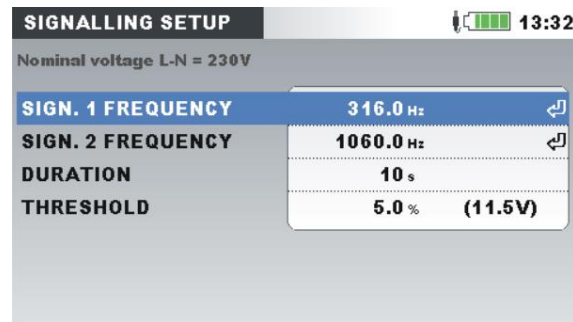 SIGNALLING SETUP 13:32
Nominal voltage L-N = 230V
SIGN. 1 FREQUENCY 316.0 Hz
SIGN. 2 FREQUENCY 1060.0 Hz
DURATION 10 s
THRESHOLD 5.0 % (11.5V)